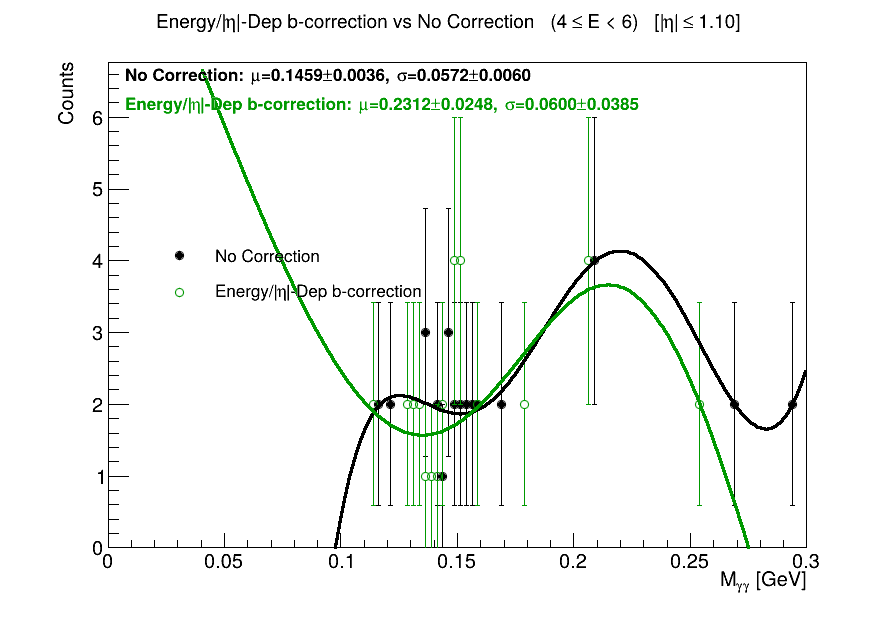 Energy/|η|-Dep b-correction vs No Correction (4 ≤ E < 6) [|η| ≤ 1.10]
Counts
No Correction: μ=0.1459±0.0036, σ=0.0572±0.0060
Energy/|η|-Dep b-correction: μ=0.2312±0.0248, σ=0.0600±0.0385
6
5
4
3
2
1
0
No Correction
Energy/|η|-Dep b-correction
0 0.05 0.1 0.15 0.2 0.25 0.3
Mγγ [GeV]